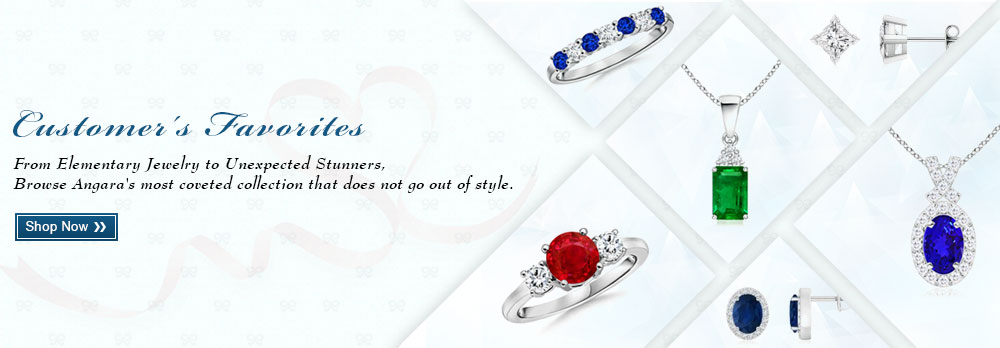 Customer's Favorites
From Elementary Jewelry to Unexpected Stunners,
Browse Angara's most coveted collection that does not go out of style.
Shop Now »